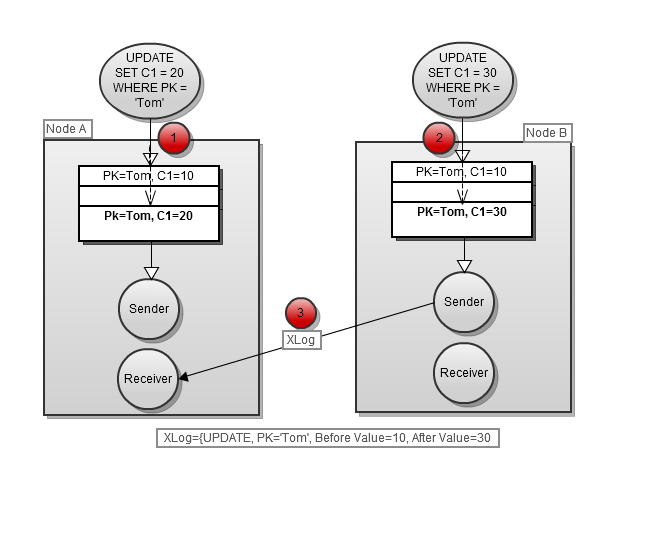 UPDATE
SET C1 = 20
WHERE PK =
'Tom'
UPDATE
SET C1 = 30
WHERE PK =
'Tom'
Node A
1
2
Node B
PK=Tom, C1=10
Pk=Tom, C1=20
PK=Tom, C1=10
PK=Tom, C1=30
Sender
Sender
3
XLog
Receiver
Receiver
XLog={UPDATE, PK='Tom', Before Value=10, After Value=30